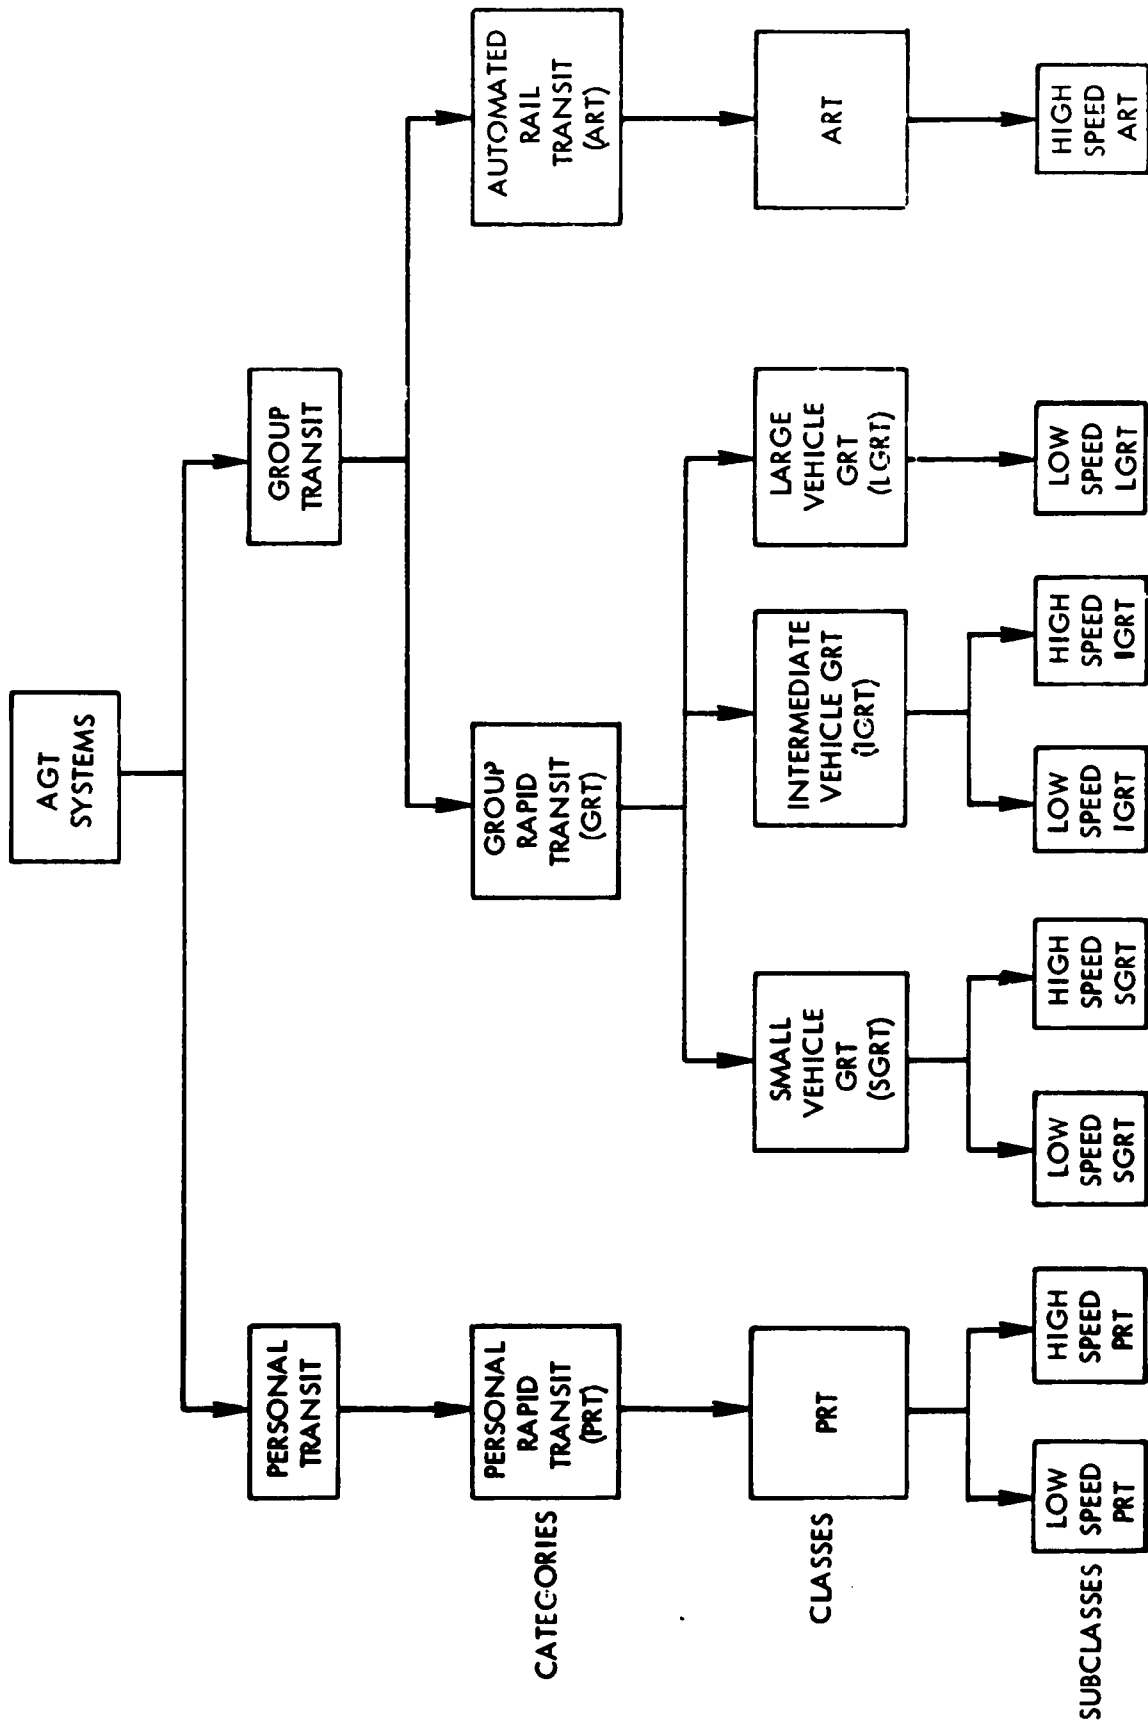 AGT
SYSTEMS
PERSONAL
TRANSIT
GROUP
TRANSIT
CATEGORIES
PERSONAL
RAPID
TRANSIT
(PRT)
GROUP
RAPID
TRANSIT
(GRT)
AUTOMATED
RAIL
TRANSIT
(ART)
CLASSES
PRT
SMALL
VEHICLE
GRT
(SGRT)
INTERMEDIATE
VEHICLE GRT
(IGRT)
LARGE
VEHICLE
GRT
(LGRT)
ART
SUBCLASSES
LOW
SPEED
PRT
HIGH
SPEED
PRT
LOW
SPEED
SGRT
HIGH
SPEED
SGRT
LOW
SPEED
IGRT
HIGH
SPEED
IGRT
LOW
SPEED
LGRT
HIGH
SPEED
ART